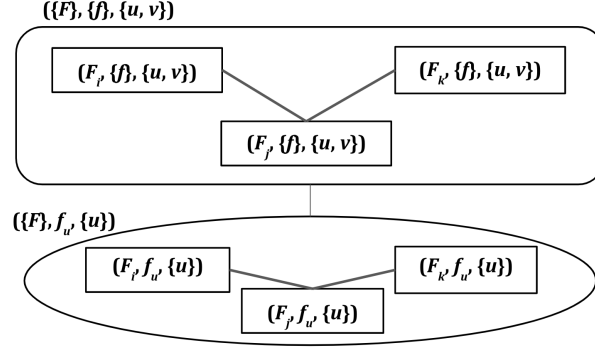 ({F}, {f}, {u, v})
(F_i, {f}, {u, v})
(F_k, {f}, {u, v})
(F_j, {f}, {u, v})
({F}, f_u, {u})
(F_i, f_u, {u})
(F_k, f_u, {u})
(F_j, f_u, {u})